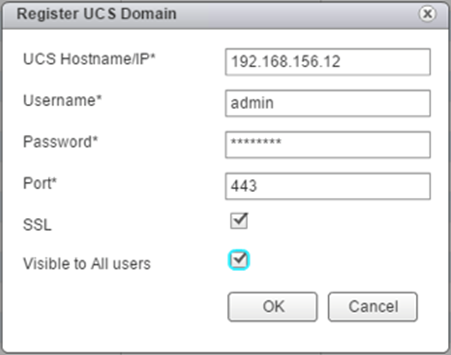 Register UCS Domain
UCS Hostname/IP* 192.168.156.12
Username* admin
Password* ********
Port* 443
SSL
Visible to All users
OK Cancel